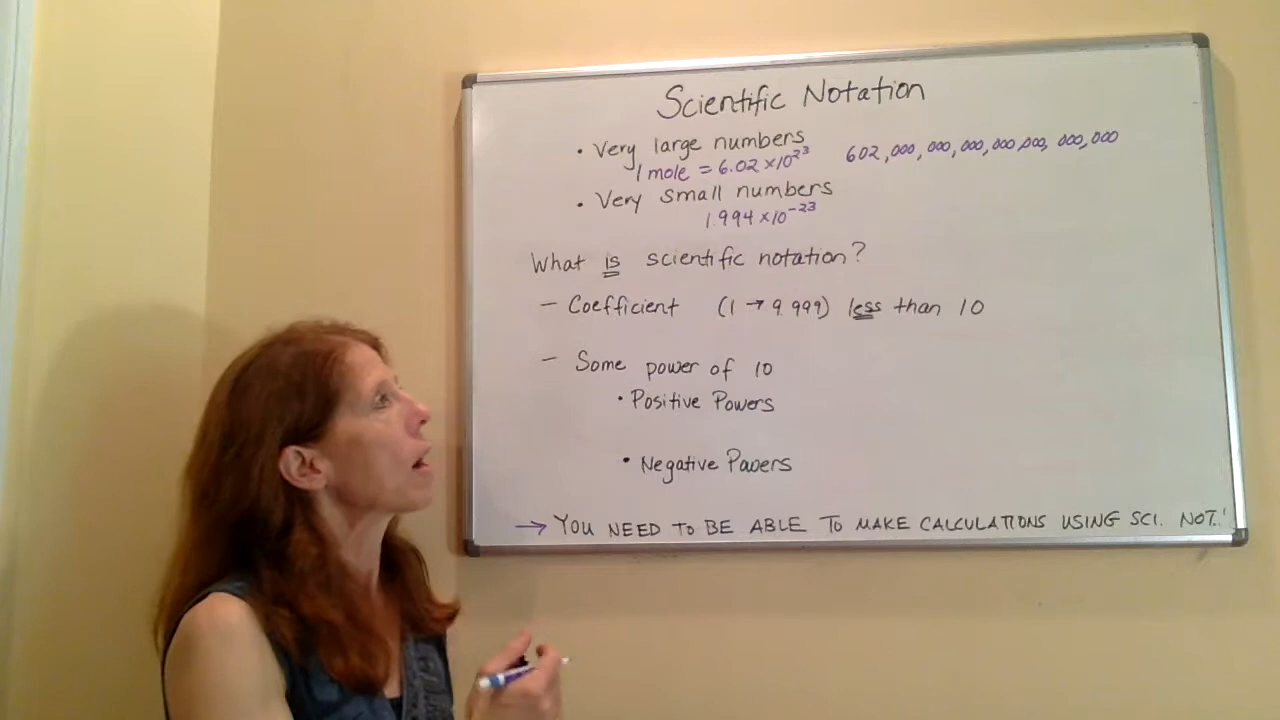 Scientific Notation
• Very large numbers 602,000,000,000,000,000,000,000
1 mole = 6.02 × 10²³
• Very small numbers
1.994 × 10⁻²³
What is scientific notation?
– Coefficient (1 → 9.999) less than 10
– Some power of 10
• Positive Powers
• Negative Powers
→ YOU NEED TO BE ABLE TO MAKE CALCULATIONS USING SCI. NOT.!